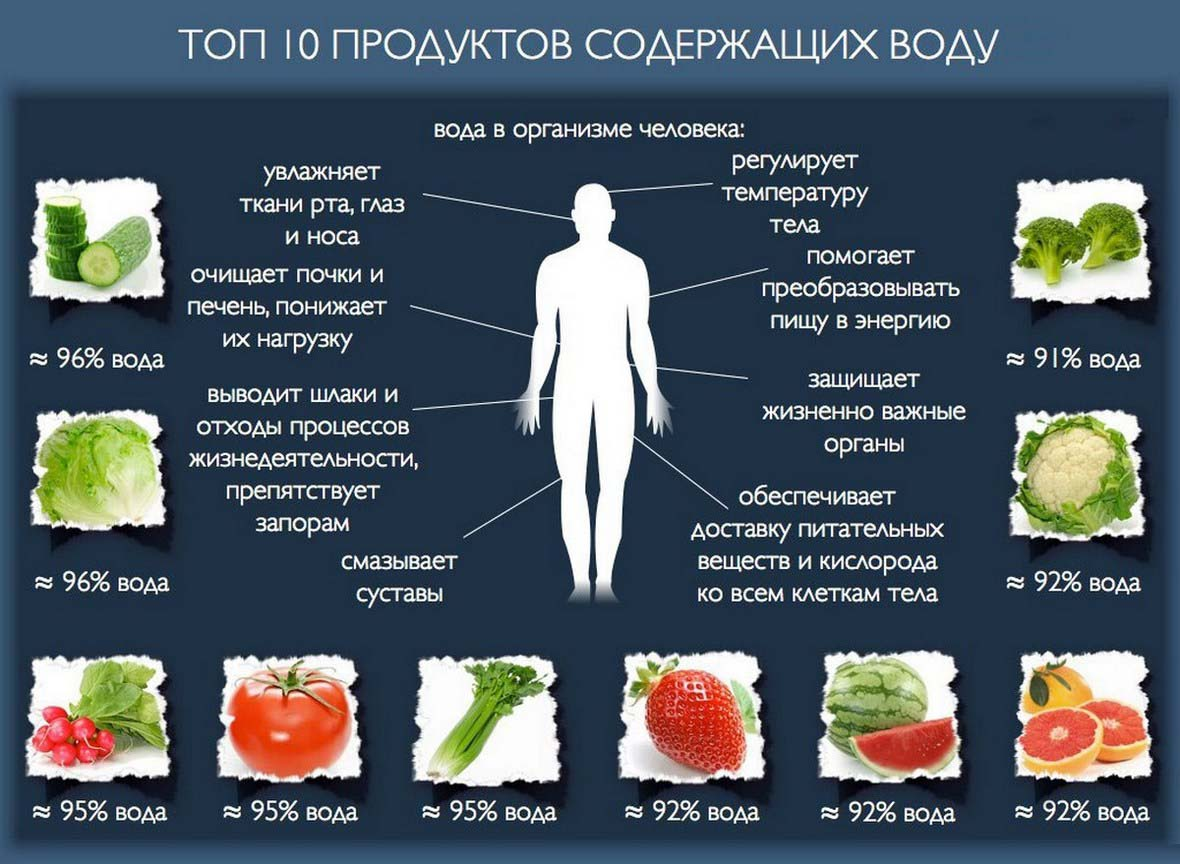 ТОП 10 ПРОДУКТОВ СОДЕРЖАЩИХ ВОДУ
вода в организме человека:
увлажняет
ткани рта, глаз
и носа
очищает почки и
печень, понижает
их нагрузку
выводит шлаки и
отходы процессов
жизнедеятельности,
препятствует
запорам
смазывает
суставы
регулирует
температуру
тела
помогает
преобразовывать
пищу в энергию
защищает
жизненно важные
органы
обеспечивает
доставку питательных
веществ и кислорода
ко всем клеткам тела
≈ 96% вода
≈ 91% вода
≈ 96% вода
≈ 92% вода
≈ 95% вода
≈ 95% вода
≈ 95% вода
≈ 92% вода
≈ 92% вода
≈ 92% вода